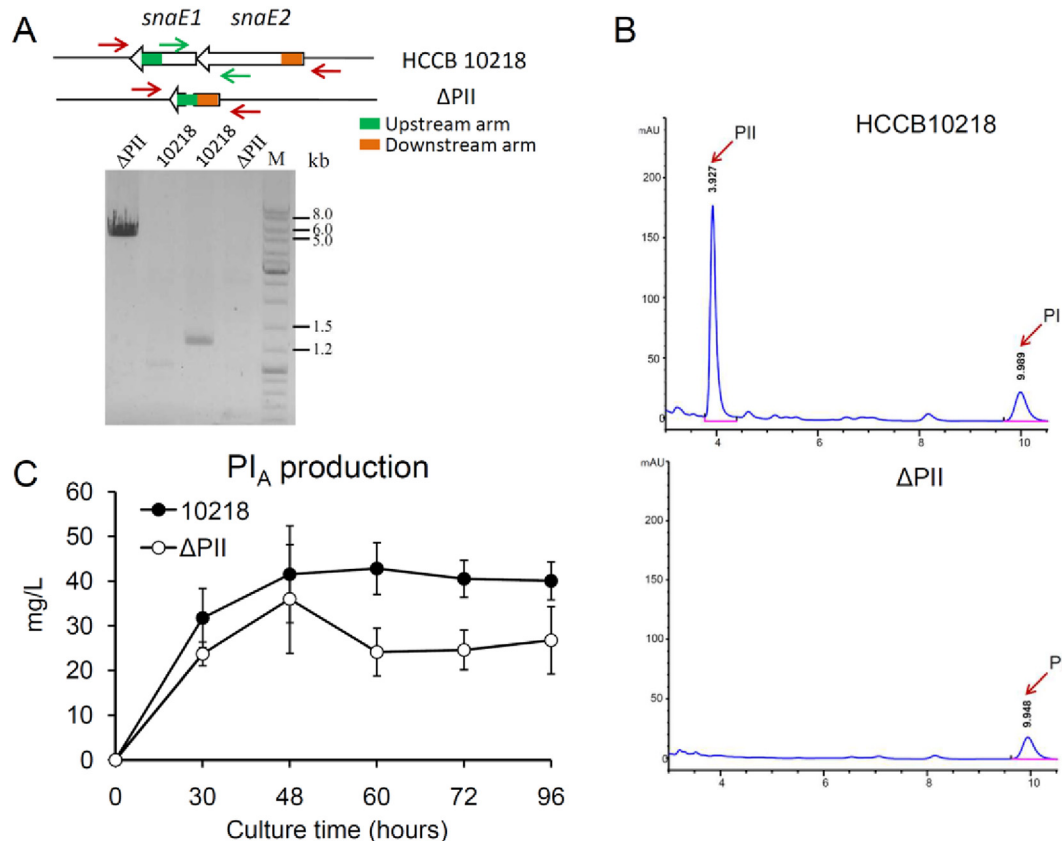 A
snaE1 snaE2
HCCB 10218
ΔPII
Upstream arm
Downstream arm
ΔPII 10218 10218 ΔPII M kb
8.0
6.0
5.0
1.5
1.2
B
mAU
HCCB10218
200
150
100
50
0
PII
3.927
PI
9.989
4 6 8 10
mAU
ΔPII
200
150
100
50
0
P
9.948
4 6 8 10
C
PIA production
60
50
40
30
20
10
0
mg/L
10218
ΔPII
0 30 48 60 72 96
Culture time (hours)